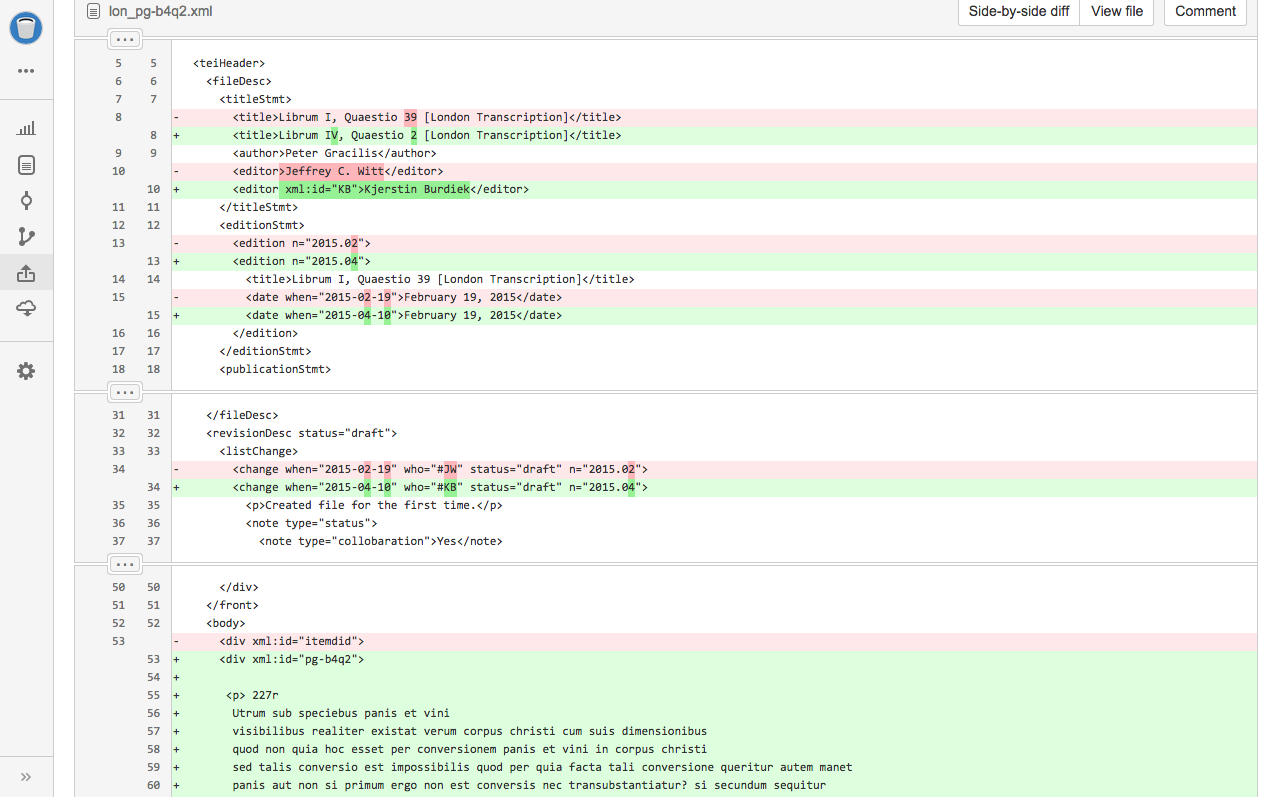 lon_pg-b4q2.xml Side-by-side diff View file Comment
...
5 5 <teiHeader>
6 6 <fileDesc>
7 7 <titleStmt>
8 - <title>Librum I, Quaestio 39 [London Transcription]</title>
8 + <title>Librum IV, Quaestio 2 [London Transcription]</title>
9 9 <author>Peter Gracilis</author>
10 - <editor>Jeffrey C. Witt</editor>
10 + <editor xml:id="KB">Kjerstin Burdiek</editor>
11 11 </titleStmt>
12 12 <editionStmt>
13 - <edition n="2015.02">
13 + <edition n="2015.04">
14 14 <title>Librum I, Quaestio 39 [London Transcription]</title>
15 - <date when="2015-02-19">February 19, 2015</date>
15 + <date when="2015-04-10">February 19, 2015</date>
16 16 </edition>
17 17 </editionStmt>
18 18 <publicationStmt>
...
31 31 </fileDesc>
32 32 <revisionDesc status="draft">
33 33 <listChange>
34 - <change when="2015-02-19" who="#JW" status="draft" n="2015.02">
34 + <change when="2015-04-10" who="#KB" status="draft" n="2015.04">
35 35 <p>Created file for the first time.</p>
36 36 <note type="status">
37 37 <note type="collobaration">Yes</note>
...
50 50 </div>
51 51 </front>
52 52 <body>
53 - <div xml:id="itemdid">
53 + <div xml:id="pg-b4q2">
54 +
55 + <p> 227r
56 + Utrum sub speciebus panis et vini
57 + visibilibus realiter existat verum corpus christi cum suis dimensionibus
58 + quod non quia hoc esset per conversionem panis et vini in corpus christi
59 + sed talis conversio est impossibilis quod per quia facta tali conversione queritur autem manet
60 + panis aut non si primum ergo non est conversis nec transubstantiatur? si secundum sequitur